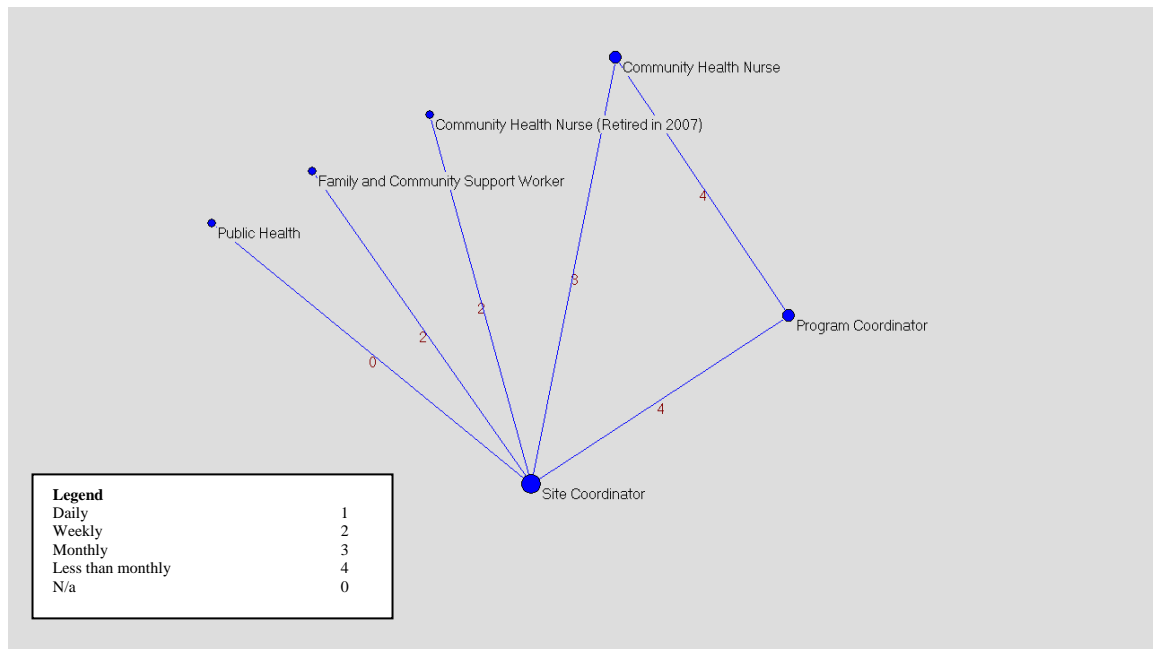 Community Health Nurse
Community Health Nurse (Retired in 2007)
Family and Community Support Worker
4
Public Health
3
2
Program Coordinator
2
0
4
Site Coordinator
Legend
Daily 1
Weekly 2
Monthly 3
Less than monthly 4
N/a 0